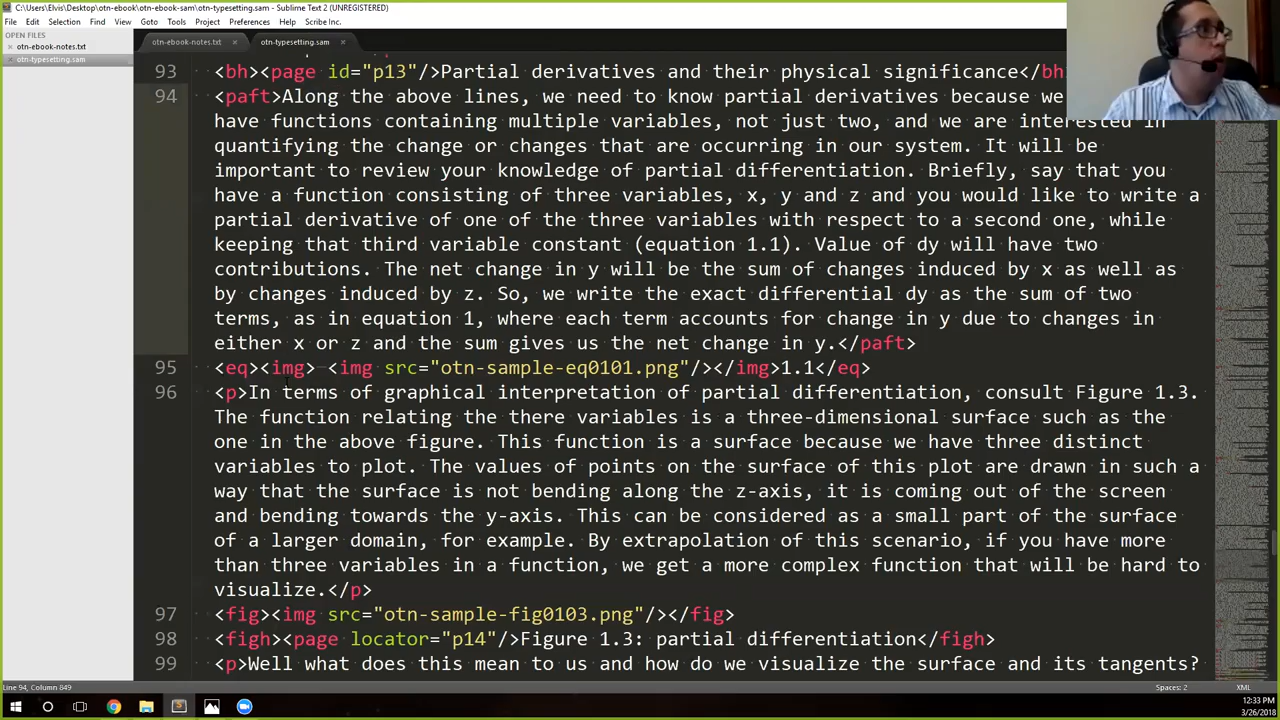 C:\Users\Elvis\Desktop\otn-ebook\otn-ebook-sam\otn-typesetting.sam - Sublime Text 2 (UNREGISTERED)
File Edit Selection Find View Goto Tools Project Preferences Help Scribe Inc.
OPEN FILES
otn-ebook-notes.txt
otn-typesetting.sam
otn-ebook-notes.txt × otn-typesetting.sam ×
93 <bh><page id="p13"/>Partial derivatives and their physical significance</bh
94 <paft>Along the above lines, we need to know partial derivatives because we
have functions containing multiple variables, not just two, and we are interested in
quantifying the change or changes that are occurring in our system. It will be
important to review your knowledge of partial differentiation. Briefly, say that you
have a function consisting of three variables, x, y and z and you would like to write a
partial derivative of one of the three variables with respect to a second one, while
keeping that third variable constant (equation 1.1). Value of dy will have two
contributions. The net change in y will be the sum of changes induced by x as well as
by changes induced by z. So, we write the exact differential dy as the sum of two
terms, as in equation 1, where each term accounts for change in y due to changes in
either x or z and the sum gives us the net change in y.</paft>
95 <eq><img> <img src="otn-sample-eq0101.png"/></img>1.1</eq>
96 <p>In terms of graphical interpretation of partial differentiation, consult Figure 1.3.
The function relating the there variables is a three-dimensional surface such as the
one in the above figure. This function is a surface because we have three distinct
variables to plot. The values of points on the surface of this plot are drawn in such a
way that the surface is not bending along the z-axis, it is coming out of the screen
and bending towards the y-axis. This can be considered as a small part of the surface
of a larger domain, for example. By extrapolation of this scenario, if you have more
than three variables in a function, we get a more complex function that will be hard to
visualize.</p>
97 <fig><img src="otn-sample-fig0103.png"/></fig>
98 <figh><page locator="p14"/>Figure 1.3: partial differentiation</figh>
99 <p>Well what does this mean to us and how do we visualize the surface and its tangents?
Line 94, Column 849 Spaces: 2 XML
12:33 PM
3/26/2018